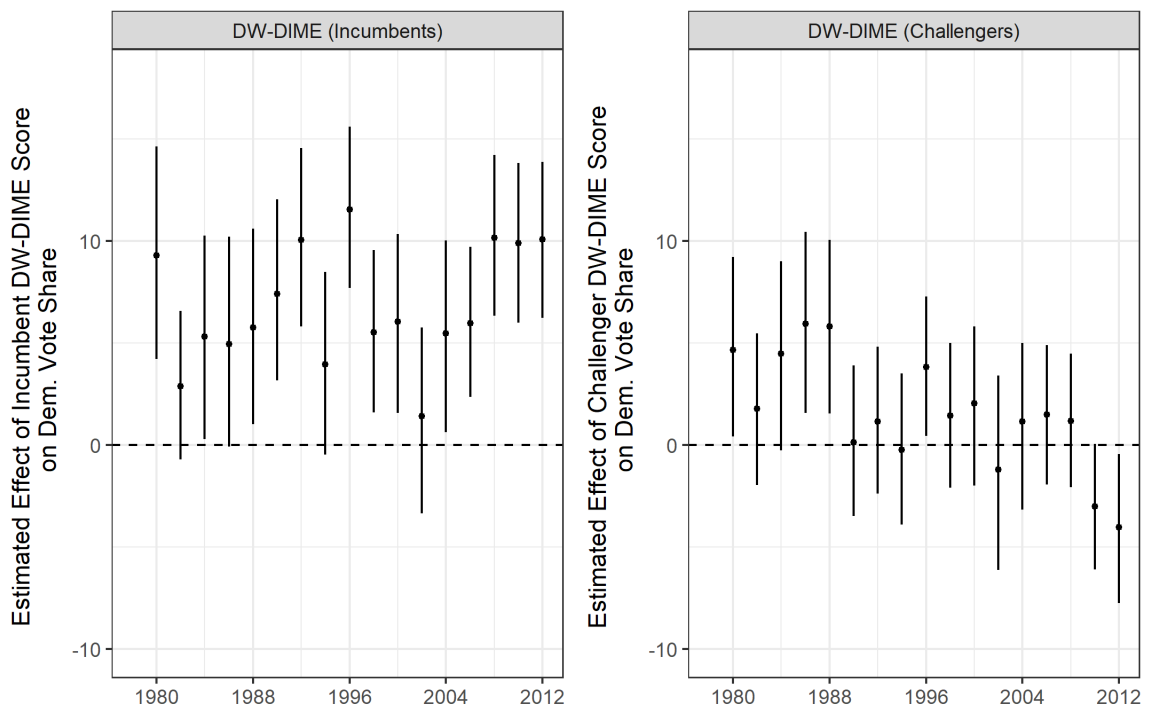 DW-DIME (Incumbents)
Estimated Effect of Incumbent DW-DIME Score
on Dem. Vote Share
10
0
-10
1980
1988
1996
2004
2012
DW-DIME (Challengers)
Estimated Effect of Challenger DW-DIME Score
on Dem. Vote Share
10
0
-10
1980
1988
1996
2004
2012